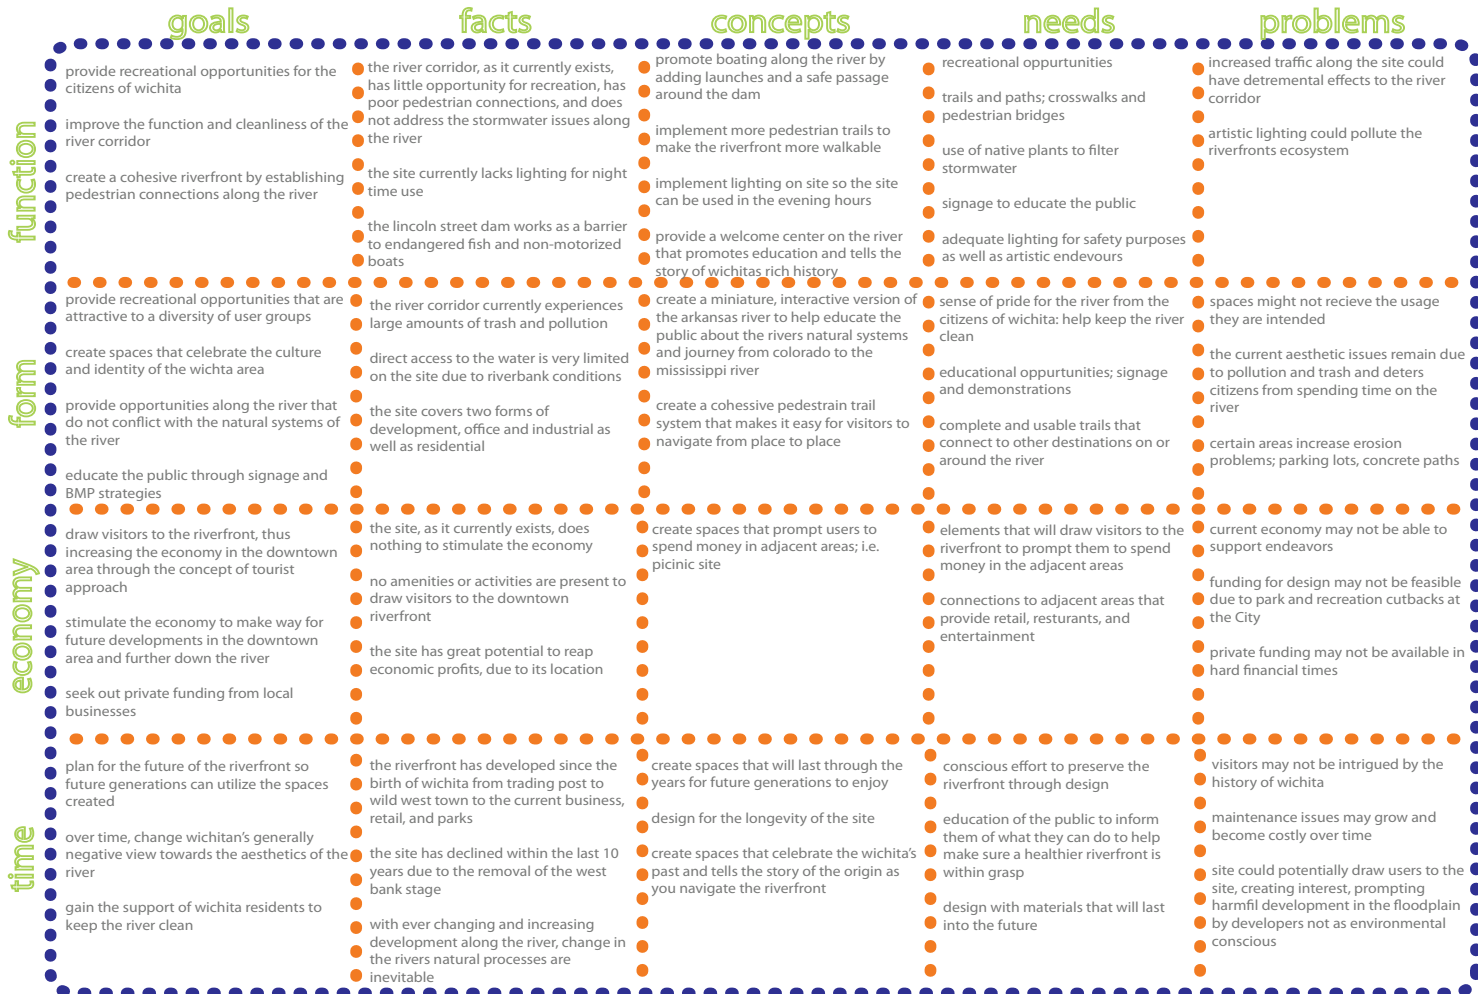 goals
facts
concepts
needs
problems
function
provide recreational opportunities for the
citizens of wichita
improve the function and cleanliness of the
river corridor
create a cohesive riverfront by establishing
pedestrian connections along the river
the river corridor, as it currently exists,
has little opportunity for recreation, has
poor pedestrian connections, and does
not address the stormwater issues along
the river
the site currently lacks lighting for night
time use
the lincoln street dam works as a barrier
to endangered fish and non-motorized
boats
promote boating along the river by
adding launches and a safe passage
around the dam
implement more pedestrian trails to
make the riverfront more walkable
implement lighting on site so the site
can be used in the evening hours
provide a welcome center on the river
that promotes education and tells the
story of wichitas rich history
recreational oppurtunities
trails and paths; crosswalks and
pedestrian bridges
use of native plants to filter
stormwater
signage to educate the public
adequate lighting for safety purposes
as well as artistic endevours
increased traffic along the site could
have detremental effects to the river
corridor
artistic lighting could pollute the
riverfronts ecosystem
form
provide recreational opportunities that are
attractive to a diversity of user groups
create spaces that celebrate the culture
and identity of the wichta area
provide opportunities along the river that
do not conflict with the natural systems of
the river
educate the public through signage and
BMP strategies
the river corridor currently experiences
large amounts of trash and pollution
direct access to the water is very limited
on the site due to riverbank conditions
the site covers two forms of
development, office and industrial as
well as residential
create a miniature, interactive version of
the arkansas river to help educate the
public about the rivers natural systems
and journey from colorado to the
mississippi river
create a cohessive pedestrain trail
system that makes it easy for visitors to
navigate from place to place
sense of pride for the river from the
citizens of wichita: help keep the river
clean
educational oppurtunities; signage
and demonstrations
complete and usable trails that
connect to other destinations on or
around the river
spaces might not recieve the usage
they are intended
the current aesthetic issues remain due
to pollution and trash and deters
citizens from spending time on the
river
certain areas increase erosion
problems; parking lots, concrete paths
economy
draw visitors to the riverfront, thus
increasing the economy in the downtown
area through the concept of tourist
approach
stimulate the economy to make way for
future developments in the downtown
area and further down the river
seek out private funding from local
businesses
the site, as it currently exists, does
nothing to stimulate the economy
no amenities or activities are present to
draw visitors to the downtown
riverfront
the site has great potential to reap
economic profits, due to its location
create spaces that prompt users to
spend money in adjacent areas; i.e.
picinic site
elements that will draw visitors to the
riverfront to prompt them to spend
money in the adjacent areas
connections to adjacent areas that
provide retail, resturants, and
entertainment
current economy may not be able to
support endeavors
funding for design may not be feasible
due to park and recreation cutbacks at
the City
private funding may not be available in
hard financial times
time
plan for the future of the riverfront so
future generations can utilize the spaces
created
over time, change wichitan's generally
negative view towards the aesthetics of the
river
gain the support of wichita residents to
keep the river clean
the riverfront has developed since the
birth of wichita from trading post to
wild west town to the current business,
retail, and parks
the site has declined within the last 10
years due to the removal of the west
bank stage
with ever changing and increasing
development along the river, change in
the rivers natural processes are
inevitable
create spaces that will last through the
years for future generations to enjoy
design for the longevity of the site
create spaces that celebrate the wichita's
past and tells the story of the origin as
you navigate the riverfront
conscious effort to preserve the
riverfront through design
education of the public to inform
them of what they can do to help
make sure a healthier riverfront is
within grasp
design with materials that will last
into the future
visitors may not be intrigued by the
history of wichita
maintenance issues may grow and
become costly over time
site could potentially draw users to the
site, creating interest, prompting
harmfil development in the floodplain
by developers not as environmental
conscious